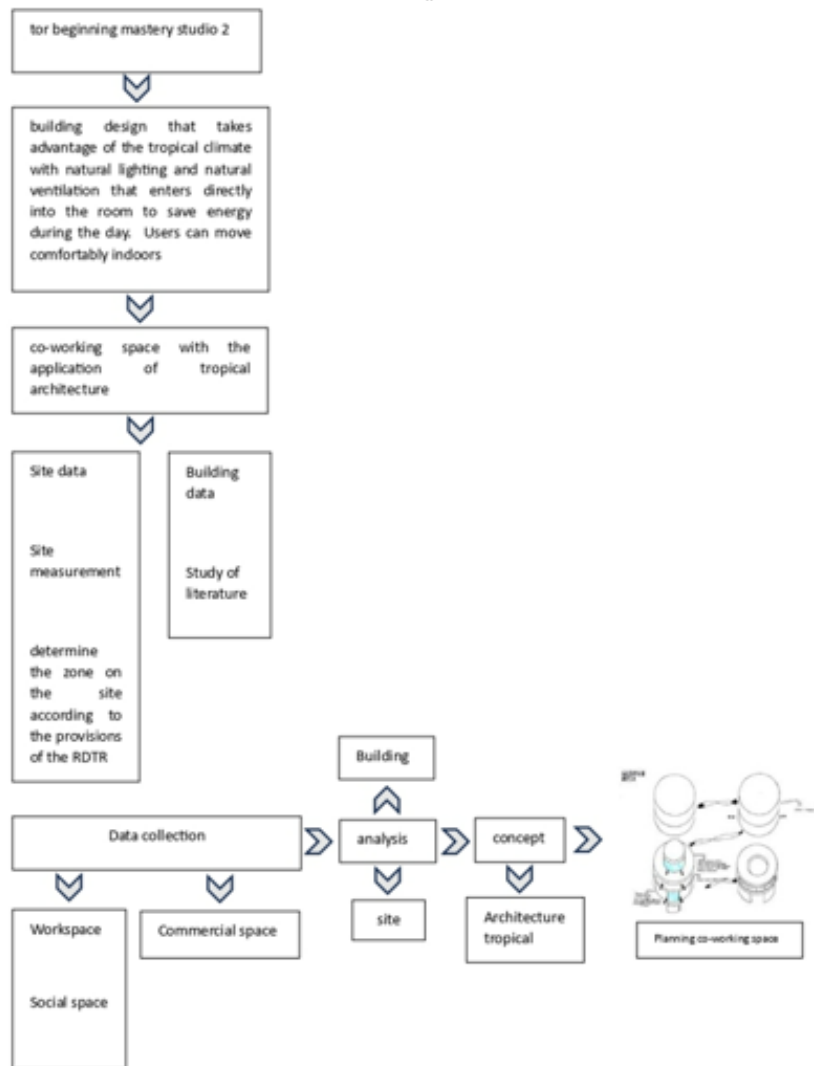 tor beginning mastery studio 2
building design that takes
advantage of the tropical climate
with natural lighting and natural
ventilation that enters directly
into the room to save energy
during the day. Users can move
comfortably indoors
co-working space with the
application of tropical
architecture
Site data
Site
measurement
determine
the zone on
the site
according to
the provisions
of the RDTR
Building
data
Study of
literature
Data collection
Workspace
Social space
Commercial space
Building
analysis
site
concept
Architecture
tropical
Planning co-working space